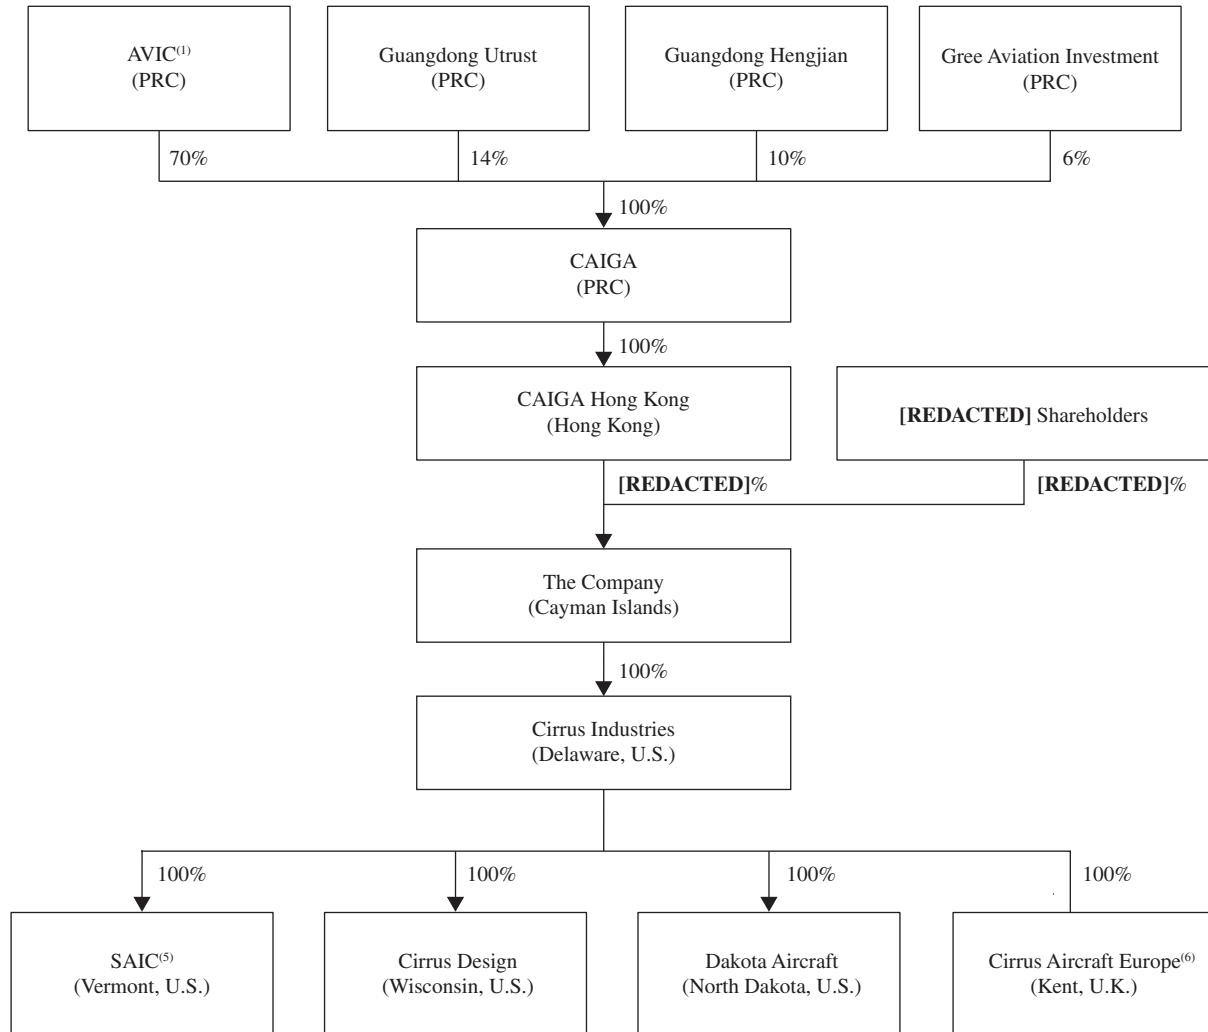 AVIC(1)
(PRC)
Guangdong Utrust
(PRC)
Guangdong Hengjian
(PRC)
Gree Aviation Investment
(PRC)
70%
14%
10%
6%
100%
CAIGA
(PRC)
100%
CAIGA Hong Kong
(Hong Kong)
[REDACTED] Shareholders
[REDACTED]%
[REDACTED]%
The Company
(Cayman Islands)
100%
Cirrus Industries
(Delaware, U.S.)
100%
100%
100%
100%
SAIC(5)
(Vermont, U.S.)
Cirrus Design
(Wisconsin, U.S.)
Dakota Aircraft
(North Dakota, U.S.)
Cirrus Aircraft Europe(6)
(Kent, U.K.)